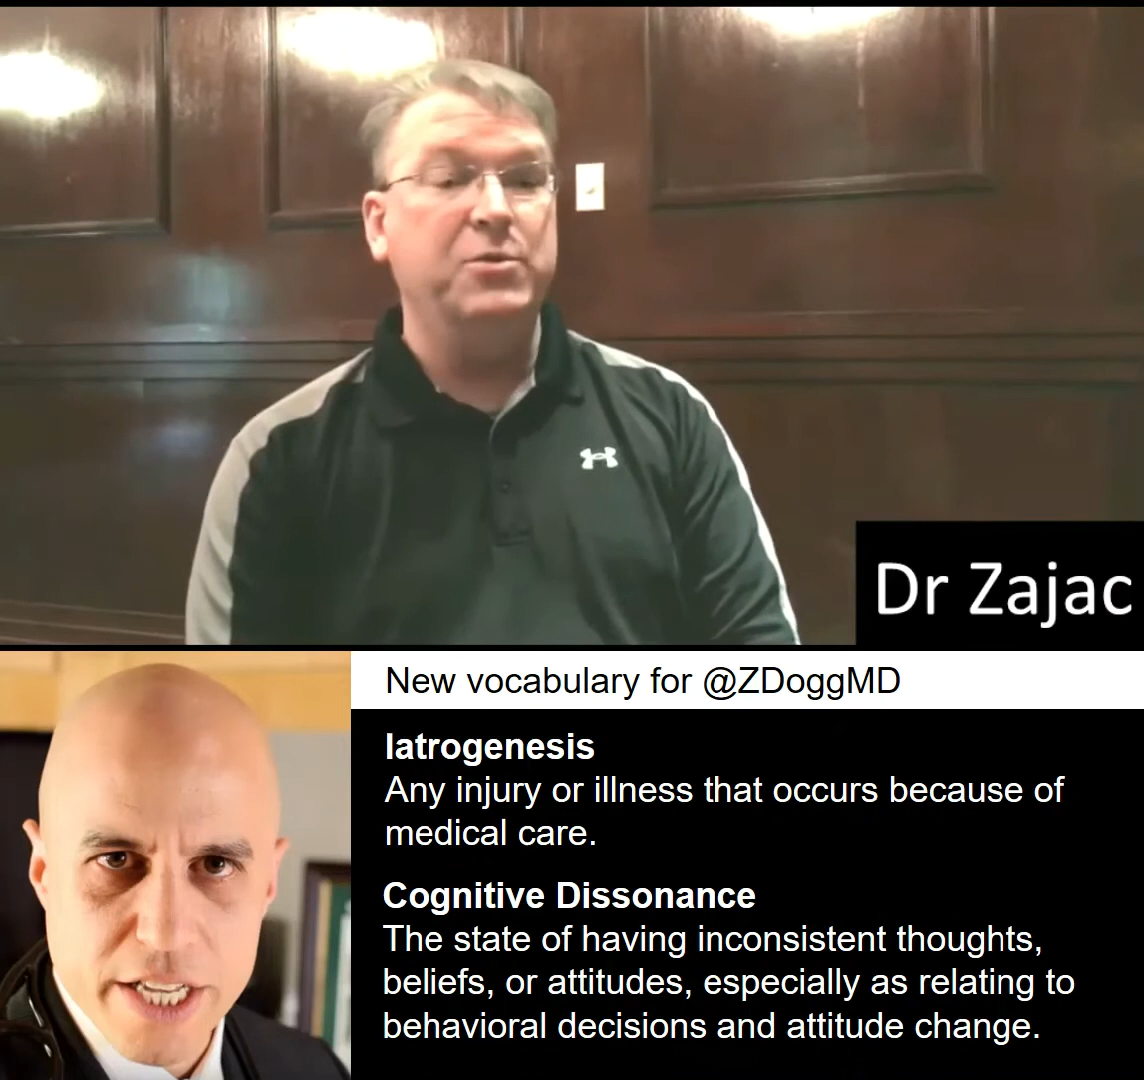 Dr Zajac
New vocabulary for @ZDoggMD
Iatrogenesis
Any injury or illness that occurs because of
medical care.
Cognitive Dissonance
The state of having inconsistent thoughts,
beliefs, or attitudes, especially as relating to
behavioral decisions and attitude change.